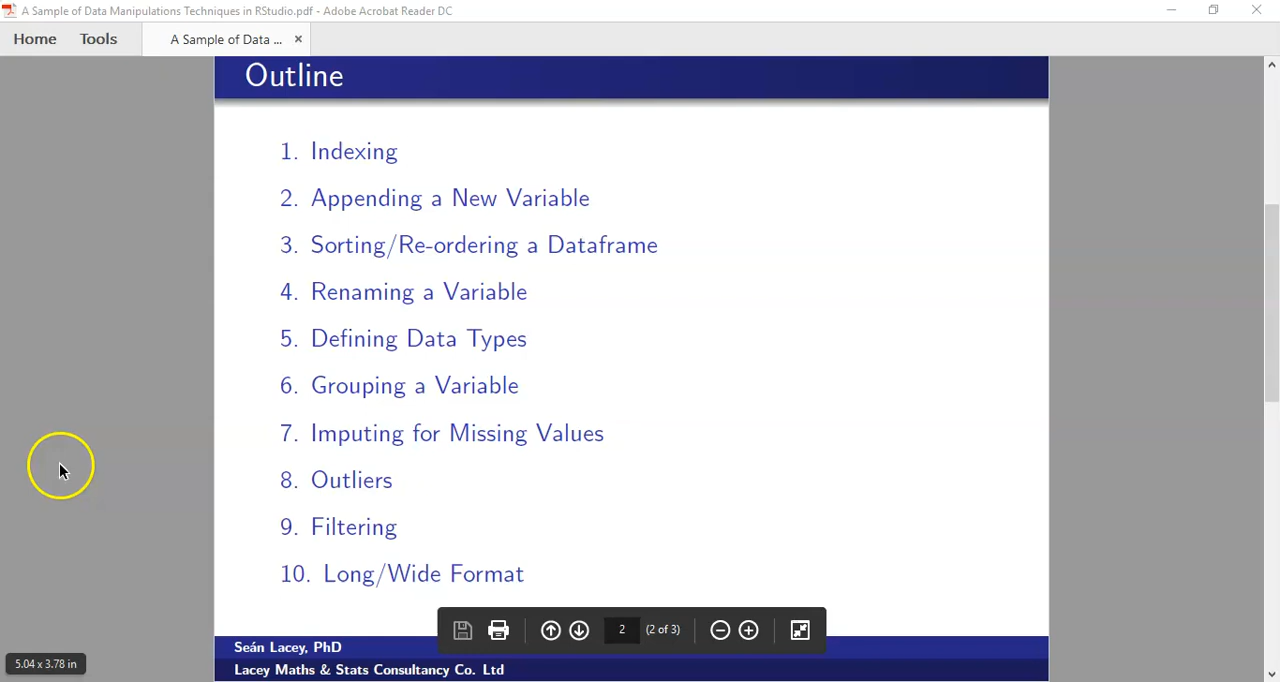 A Sample of Data Manipulations Techniques in RStudio.pdf - Adobe Acrobat Reader DC
Home Tools A Sample of Data ... ×
Outline
1. Indexing
2. Appending a New Variable
3. Sorting/Re-ordering a Dataframe
4. Renaming a Variable
5. Defining Data Types
6. Grouping a Variable
7. Imputing for Missing Values
8. Outliers
9. Filtering
10. Long/Wide Format
2 (2 of 3)
Seán Lacey, PhD
5.04 x 3.78 in
Lacey Maths & Stats Consultancy Co. Ltd